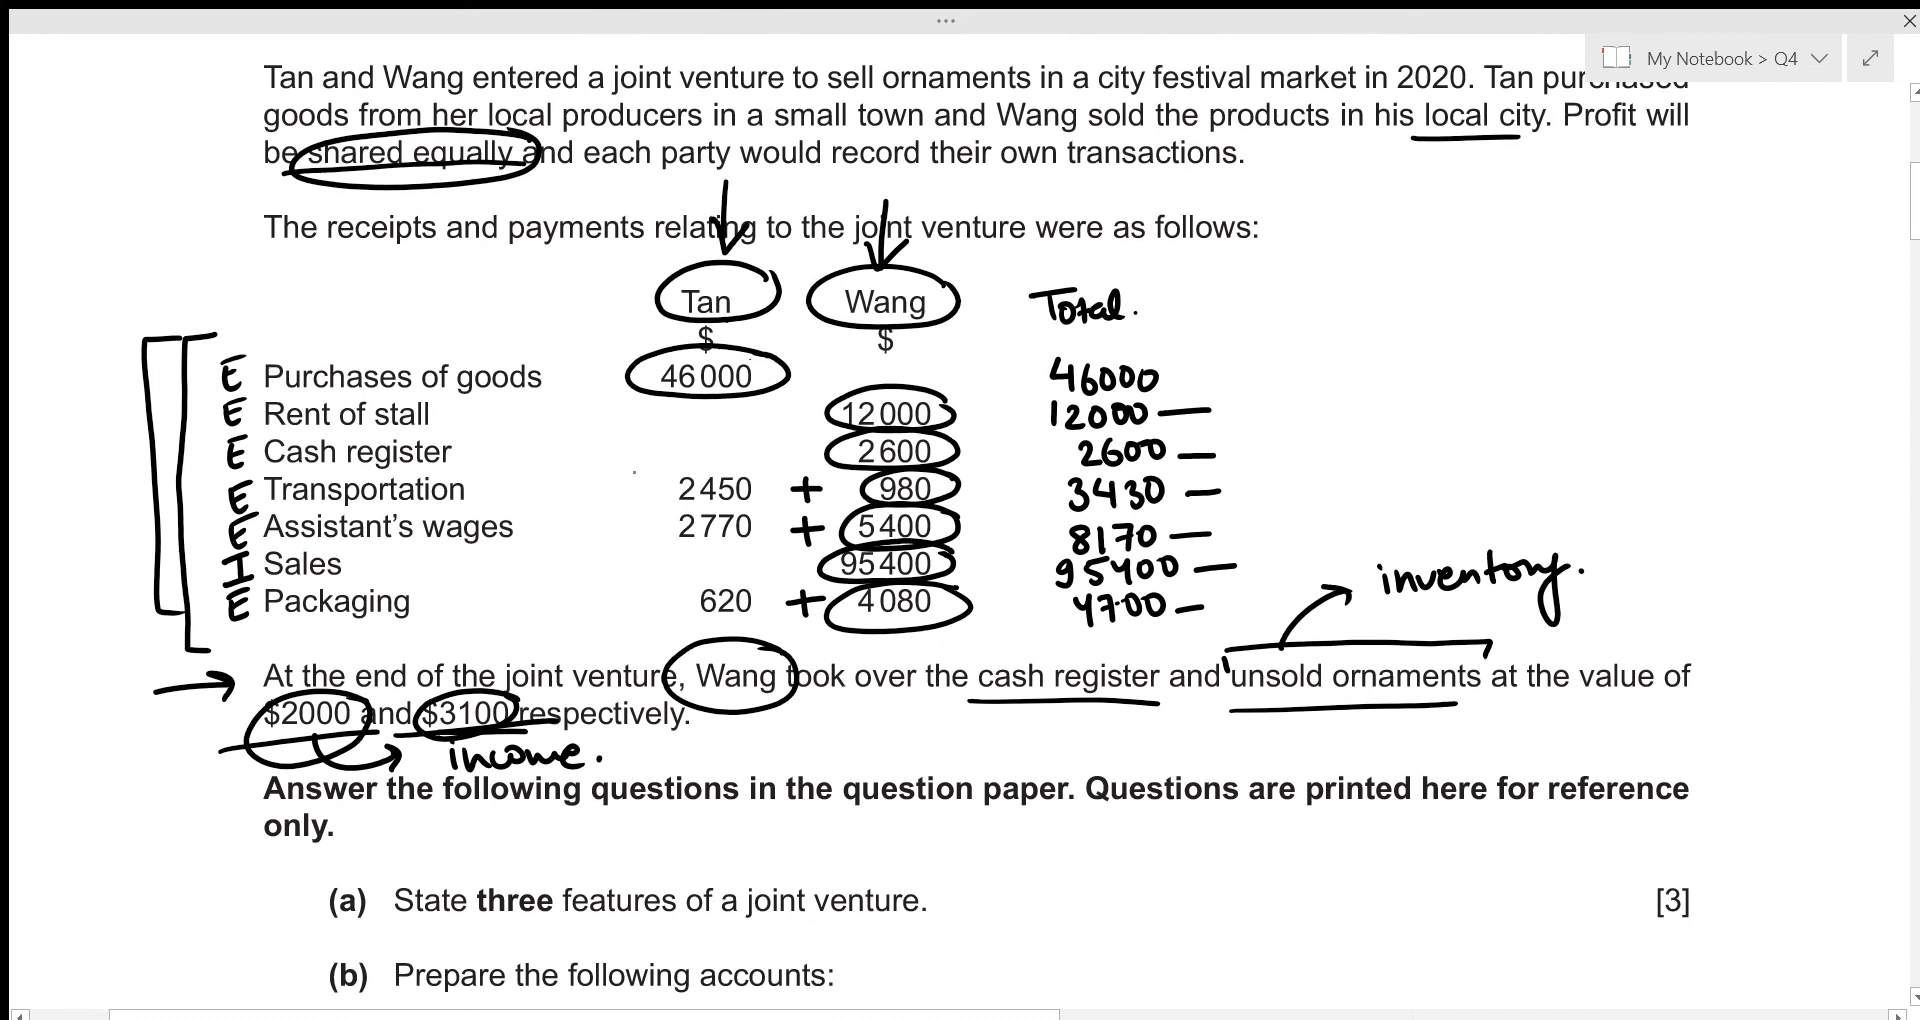 My Notebook > Q4
Tan and Wang entered a joint venture to sell ornaments in a city festival market in 2020. Tan purchased
goods from her local producers in a small town and Wang sold the products in his local city. Profit will
be shared equally and each party would record their own transactions.
The receipts and payments relating to the joint venture were as follows:
Tan Wang Total.
$ $
E Purchases of goods 46 000 46000
E Rent of stall 12 000 12000 —
E Cash register 2 600 2600 —
E Transportation 2 450 + 980 3430 —
E Assistant's wages 2 770 + 5 400 8170 —
I Sales 95 400 95400 —
inventory.
E Packaging 620 + 4 080 4700 —
At the end of the joint venture, Wang took over the cash register and unsold ornaments at the value of
$2000 and $3100 respectively.
income.
Answer the following questions in the question paper. Questions are printed here for reference
only.
(a) State three features of a joint venture. [3]
(b) Prepare the following accounts: